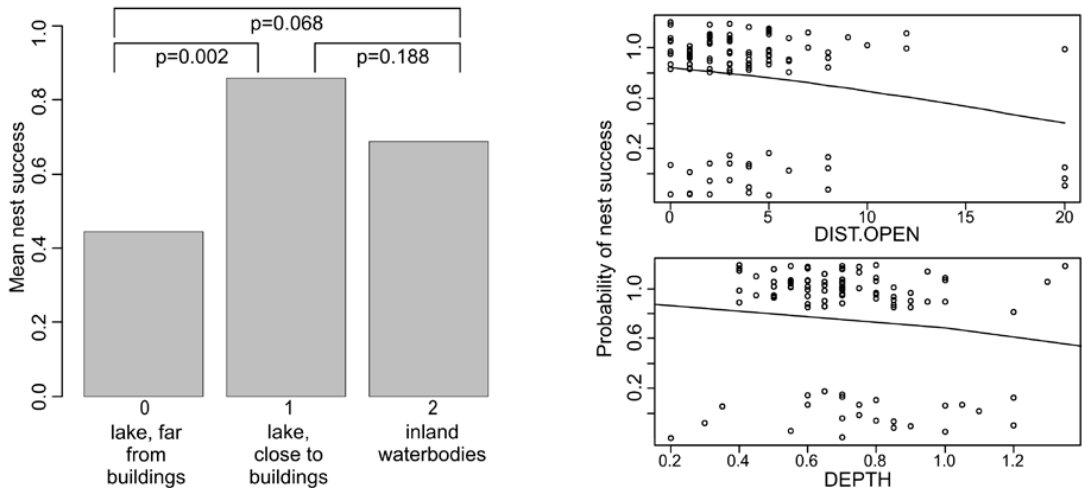 Mean nest success
0.0
0.2
0.4
0.6
0.8
1.0
p=0.068
p=0.002
p=0.188
0
lake, far
from
buildings
1
lake,
close to
buildings
2
inland
waterbodies
Probability of nest success
0.2
0.6
1.0
0
5
10
15
20
DIST.OPEN
0.2
0.6
1.0
0.2
0.4
0.6
0.8
1.0
1.2
DEPTH